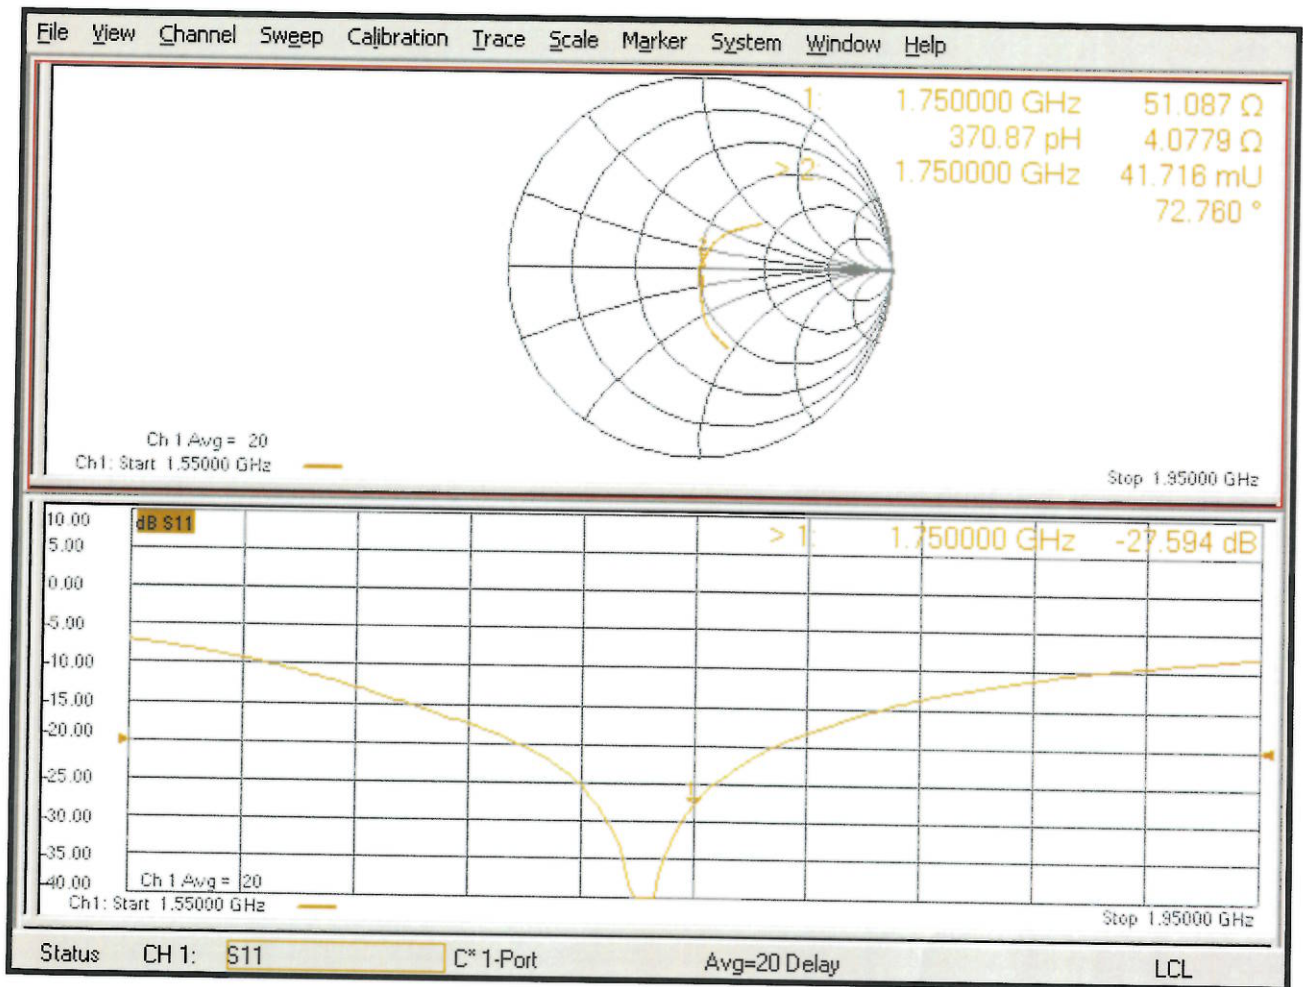 File View Channel Sweep Calibration Trace Scale Marker System Window Help
1: 1.750000 GHz 51.087 Ω
370.87 pH 4.0779 Ω
> 2: 1.750000 GHz 41.716 mU
72.760 °
Ch 1 Avg = 20
Ch1: Start 1.55000 GHz
Stop 1.95000 GHz
10.00
dB S11
> 1: 1.750000 GHz -27.594 dB
5.00
0.00
-5.00
-10.00
-15.00
-20.00
-25.00
1
-30.00
-35.00
-40.00
Ch 1 Avg = 20
Ch1: Start 1.55000 GHz
Stop 1.95000 GHz
Status CH 1: S11 C* 1-Port Avg=20 Delay LCL